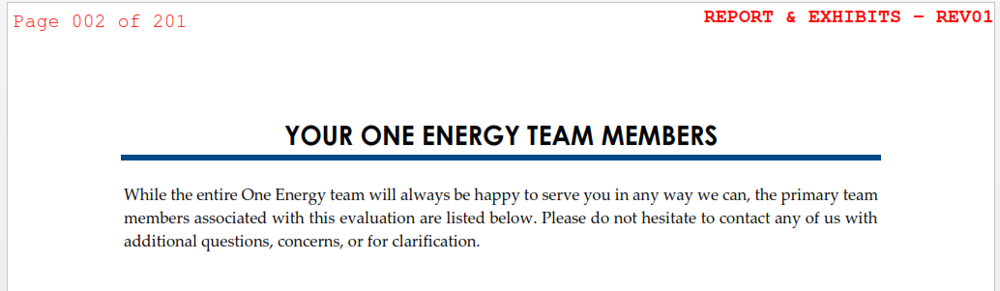 Page 002 of 201
REPORT & EXHIBITS – REV01
YOUR ONE ENERGY TEAM MEMBERS
While the entire One Energy team will always be happy to serve you in any way we can, the primary team
members associated with this evaluation are listed below. Please do not hesitate to contact any of us with
additional questions, concerns, or for clarification.